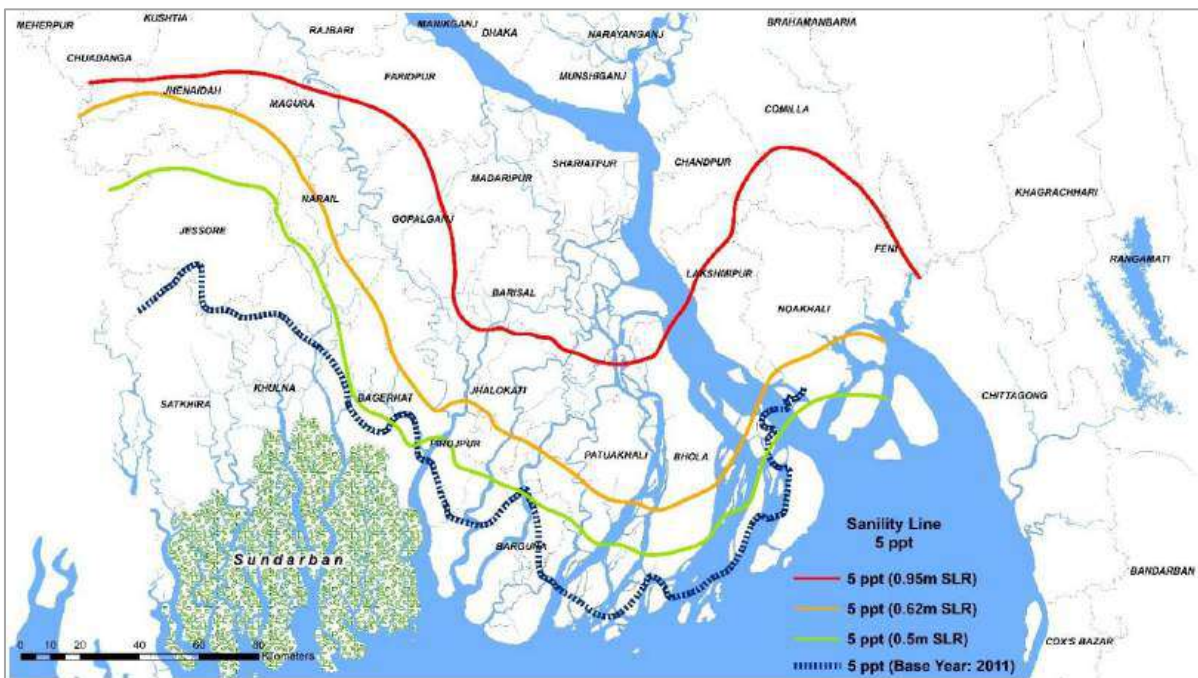 KUSHTIA
MEHERPUR
RAJBARI
MANIKGANJ
DHAKA
NARAYANGANJ
BRAHAMANBARIA
CHUADANGA
FARIDPUR
MUNSHIGANJ
JHENAIDAH
MAGURA
COMILLA
SHARIATPUR
CHANDPUR
MADARIPUR
KHAGRACHHARI
NARAIL
GOPALGANJ
JESSORE
FENI
RANGAMATI
LAKSHMIPUR
BARISAL
NOAKHALI
KHULNA
JHALOKATI
CHITTAGONG
SATKHIRA
BAGERHAT
PIROJPUR
PATUAKHALI
BHOLA
BARGUNA
Sundarban
BANDARBAN
COX'S BAZAR
Sanility Line
5 ppt
5 ppt (0.95m SLR)
5 ppt (0.62m SLR)
5 ppt (0.5m SLR)
5 ppt (Base Year: 2011)
0 10 20 40 60 80
Kilometers